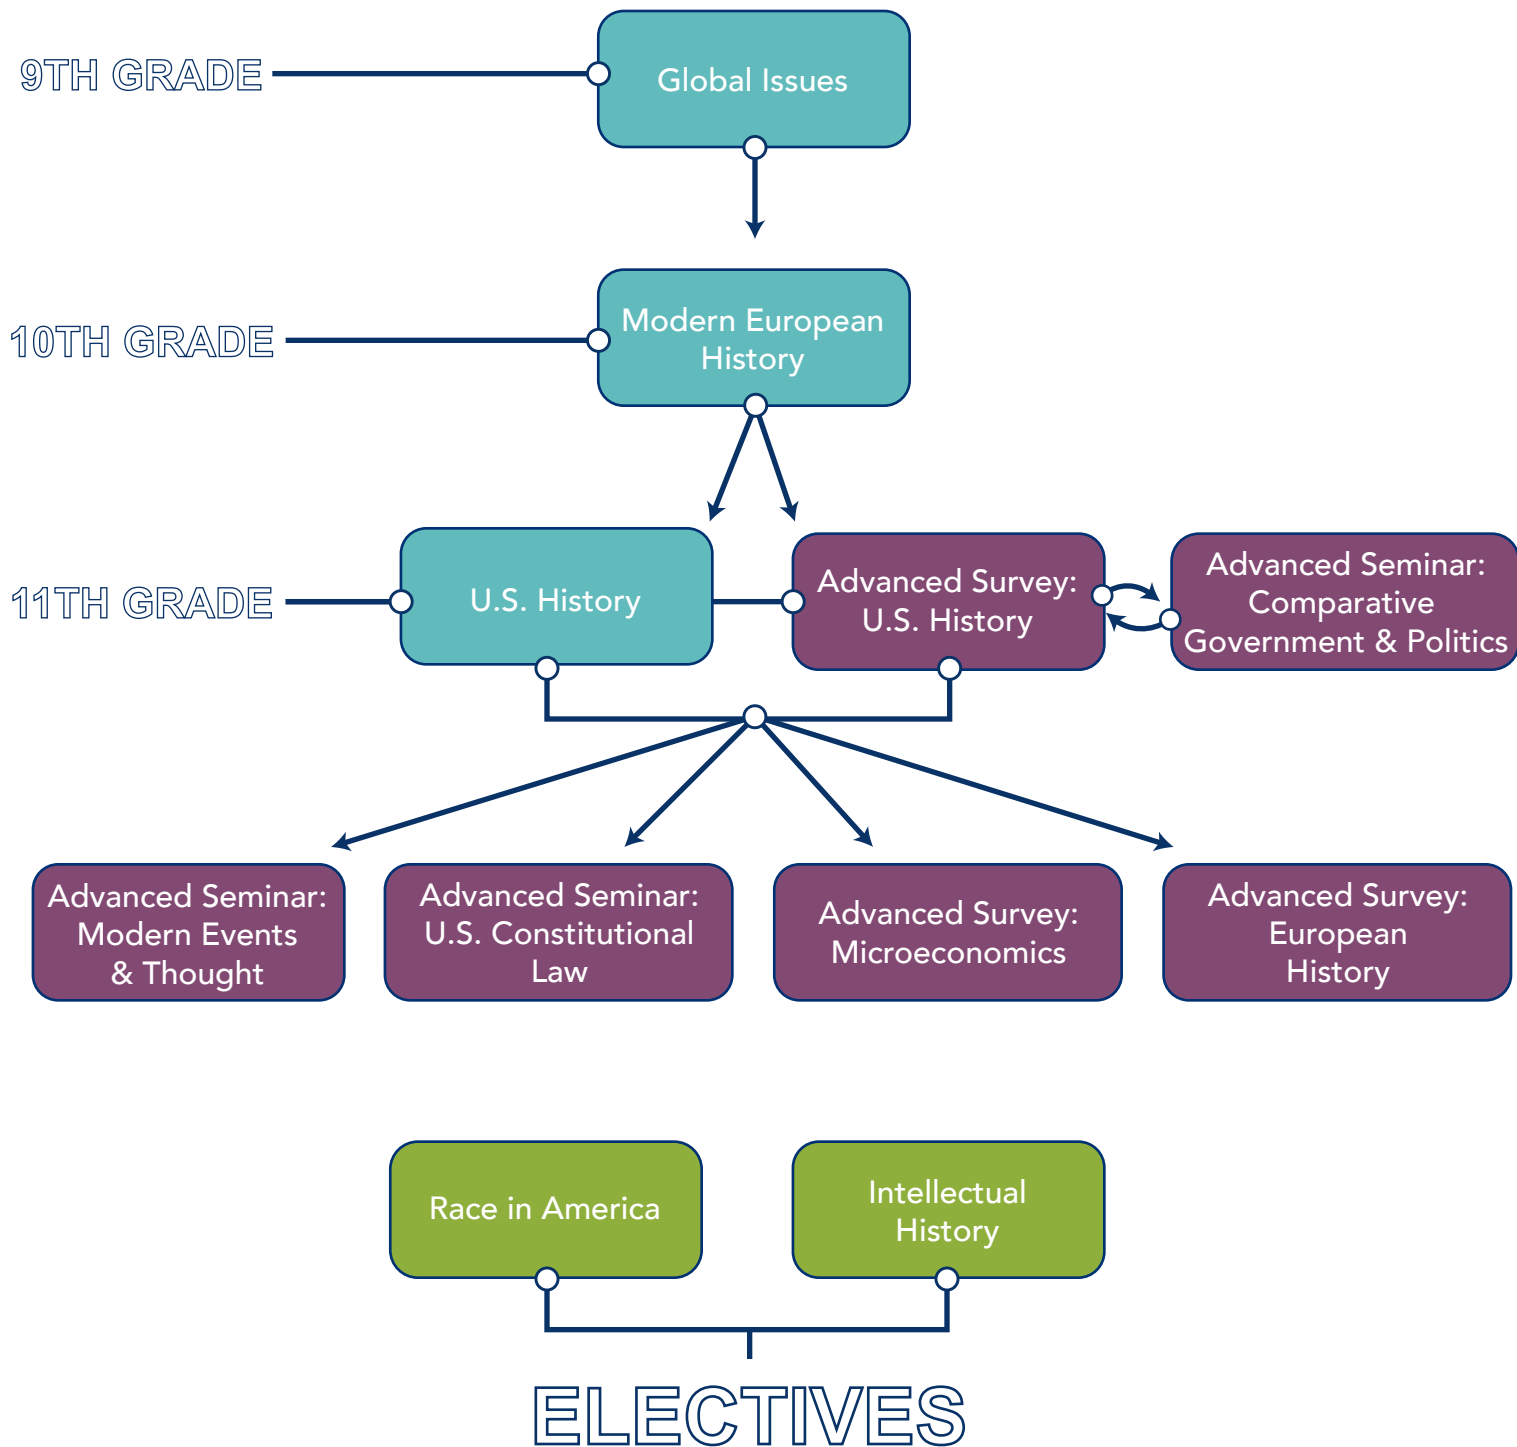 9TH GRADE
Global Issues
10TH GRADE
Modern European
History
11TH GRADE
U.S. History
Advanced Survey:
U.S. History
Advanced Seminar:
Comparative
Government & Politics
Advanced Seminar:
Modern Events
& Thought
Advanced Seminar:
U.S. Constitutional
Law
Advanced Survey:
Microeconomics
Advanced Survey:
European
History
Race in America
Intellectual
History
ELECTIVES